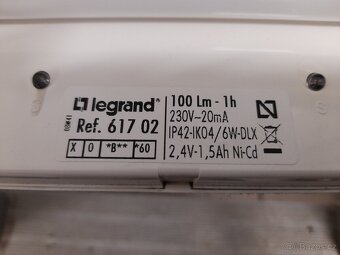 legrand
Ref. 617 02
X 0 *B** *60
100 Lm - 1h
230V~20mA
IP42-IK04/6W-DLX
2,4V-1,5Ah Ni-Cd